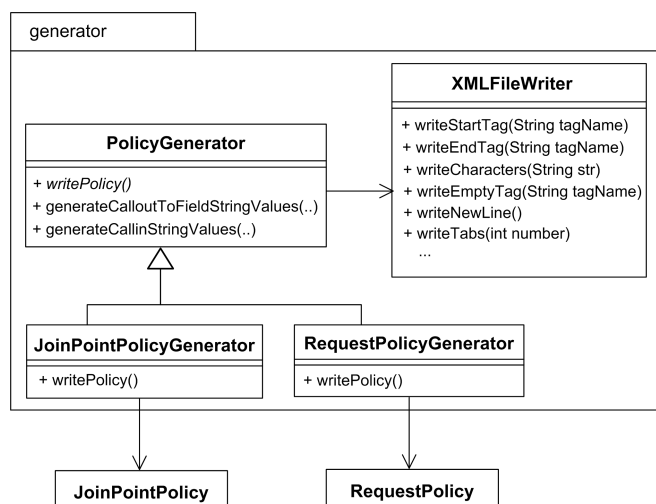 generator
XMLFileWriter
+ writeStartTag(String tagName)
+ writeEndTag(String tagName)
+ writeCharacters(String str)
+ writeEmptyTag(String tagName)
+ writeNewLine()
+ writeTabs(int number)
...
PolicyGenerator
+ writePolicy()
+ generateCalloutToFieldStringValues(..)
+ generateCallinStringValues(..)
JoinPointPolicyGenerator
+ writePolicy()
RequestPolicyGenerator
+ writePolicy()
JoinPointPolicy
RequestPolicy